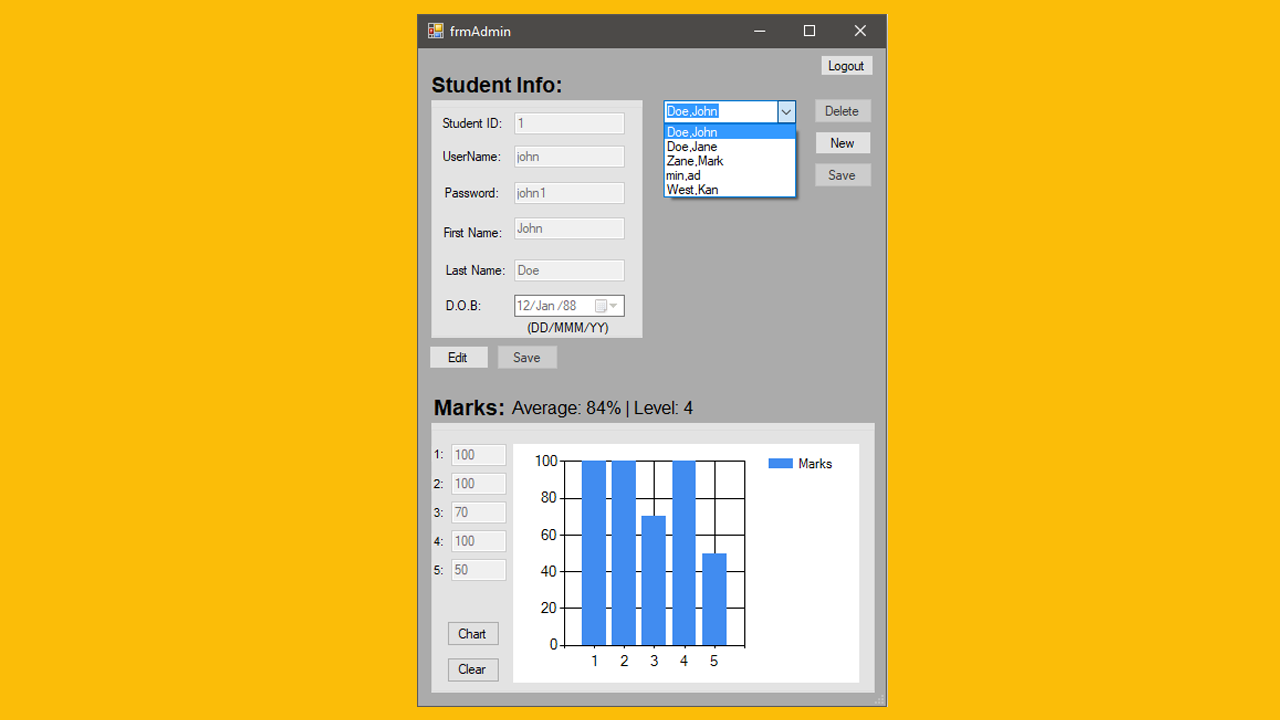 frmAdmin
Logout
Student Info:
Student ID: 1
UserName: john
Password: john1
First Name: John
Last Name: Doe
D.O.B: 12/Jan /88
(DD/MMM/YY)
Doe,John
Doe,John
Doe,Jane
Zane,Mark
min,ad
West,Kan
Delete
New
Save
Edit Save
Marks: Average: 84% | Level: 4
1: 100
2: 100
3: 70
4: 100
5: 50
Chart
Clear
100
80
60
40
20
0
1 2 3 4 5
Marks